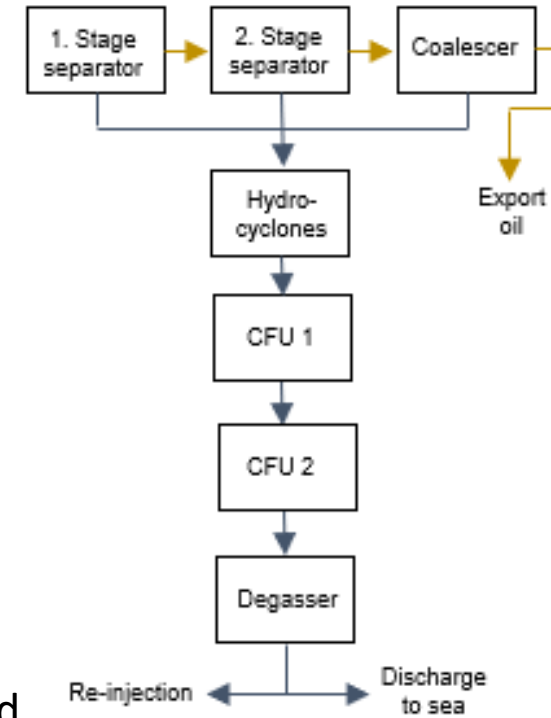 1. Stage
separator
2. Stage
separator
Coalescer
Hydro-
cyclones
Export
oil
CFU 1
CFU 2
Degasser
Re-injection
Discharge
to sea